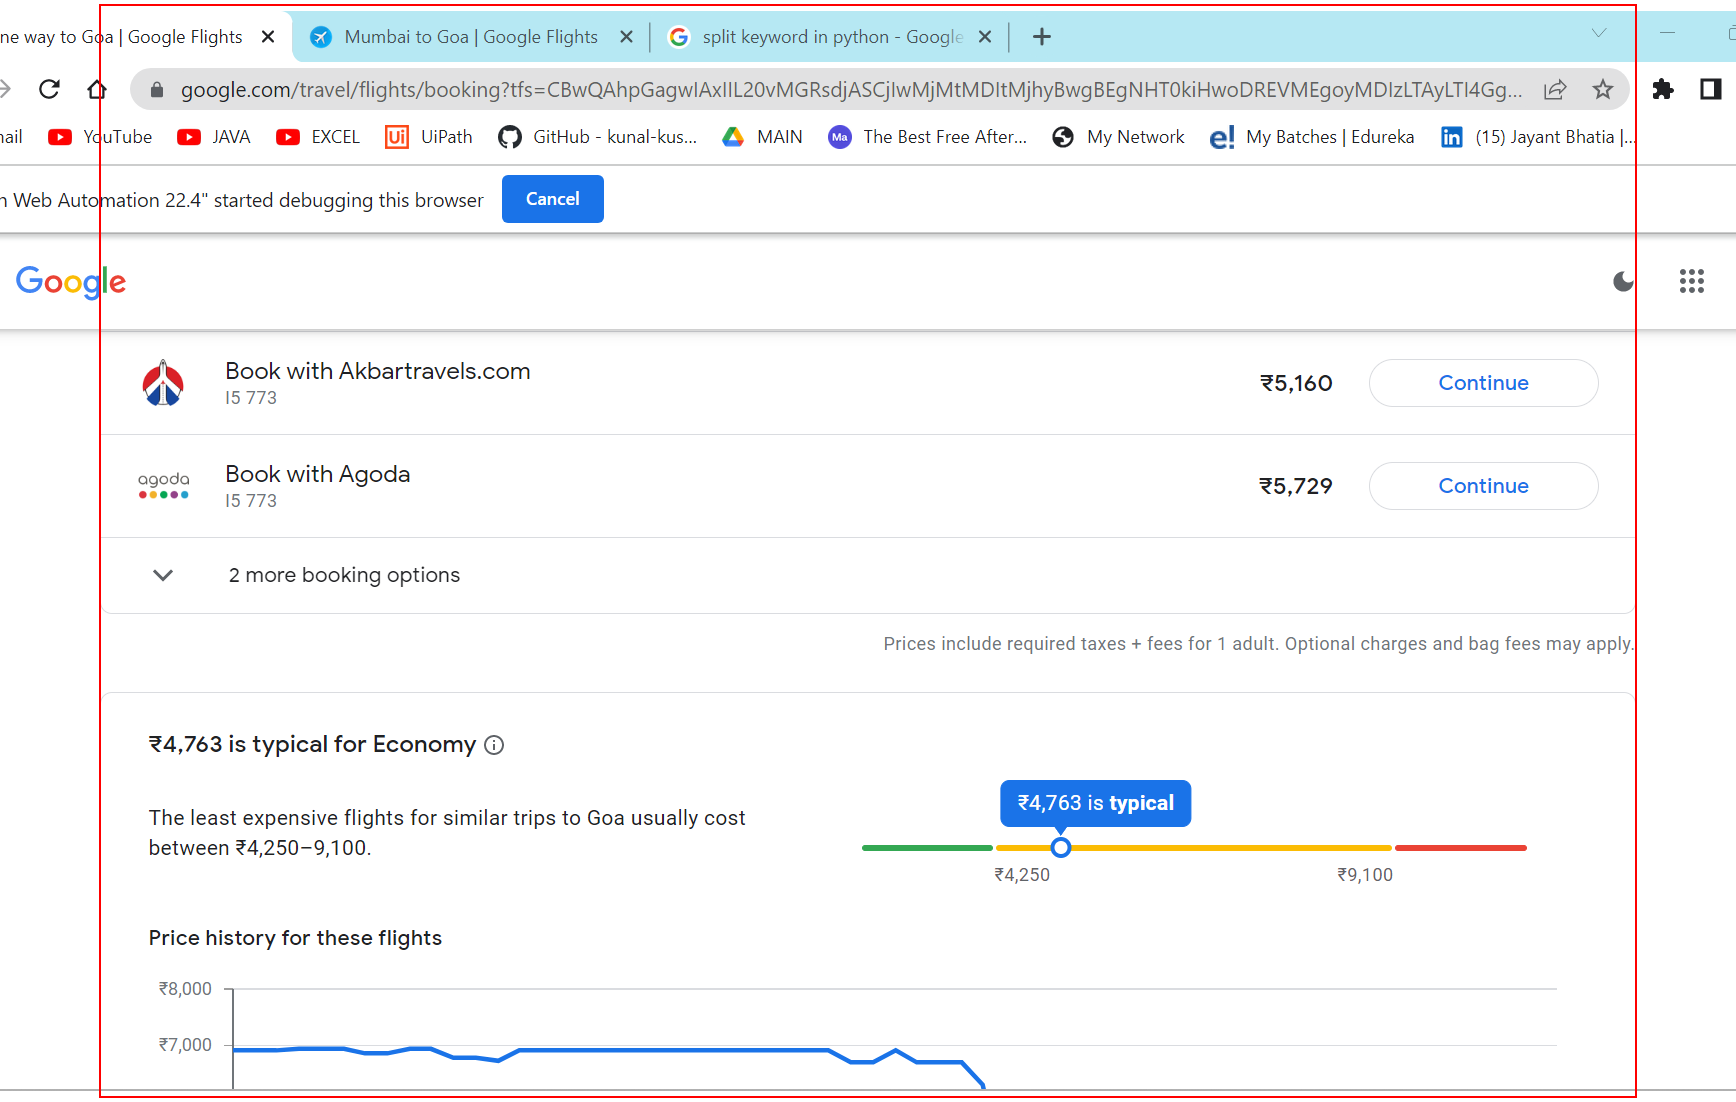 ne way to Goa | Google Flights
Mumbai to Goa | Google Flights
split keyword in python - Google
google.com/travel/flights/booking?tfs=CBwQAhpGagwIAxIIL20vMGRsdjASCjIwMjMtMDItMjhyBwgBEgNHT0kiHwoDREVMEgoyMDIzLTAyLTI4Gg...
ail
YouTube
JAVA
EXCEL
Ui
UiPath
GitHub - kunal-kus...
MAIN
Ma
The Best Free After...
My Network
e!
My Batches | Edureka
in
(15) Jayant Bhatia |...
n Web Automation 22.4" started debugging this browser
Cancel
Google
Book with Akbartravels.com
₹5,160
Continue
I5 773
agoda
Book with Agoda
₹5,729
Continue
I5 773
2 more booking options
Prices include required taxes + fees for 1 adult. Optional charges and bag fees may apply.
₹4,763 is typical for Economy
₹4,763 is typical
The least expensive flights for similar trips to Goa usually cost
between ₹4,250–9,100.
₹4,250
₹9,100
Price history for these flights
₹8,000
₹7,000